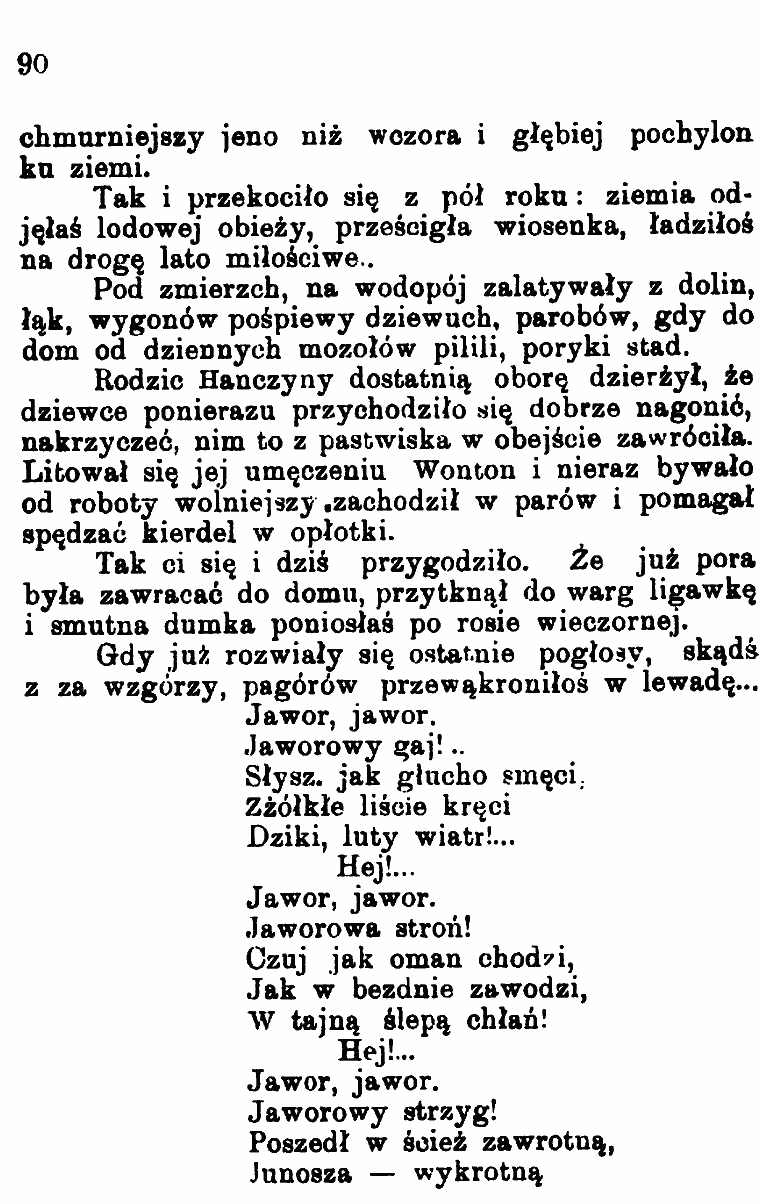 90
chmurniejszy jeno niż wczora i głębiej pochylon
ku ziemi.
Tak i przekociło się z pół roku: ziemia od-
jęłaś lodowej obieży, prześcigła wiosenka, ładziłoś
na drogę lato miłościwe..
Pod zmierzch, na wodopój zalatywały z dolin,
łąk, wygonów pośpiewy dziewuch, parobów, gdy do
dom od dziennych mozołów pilili, poryki stad.
Rodzic Hanczyny dostatnią oborę dzierżył, że
dziewce ponierazu przychodziło się dobrze nagonić,
nakrzyczeć, nim to z pastwiska w obejście zawróciła.
Litował się jej umęczeniu Wonton i nieraz bywało
od roboty wolniejszy .zachodził w parów i pomagał
spędzać kierdel w opłotki.
Tak ci się i dziś przygodziło. Że już pora
była zawracać do domu, przytknął do warg ligawkę
i smutna dumka poniosłaś po rosie wieczornej.
Gdy już rozwiały się ostatnie pogłosy, skądś
z za wzgórzy, pagórów przewąkroniłoś w lewadę...
Jawor, jawor.
Jaworowy gaj!..
Słysz. jak głucho smęci.
Zżółkłe liście kręci
Dziki, luty wiatr!...
Hej!...
Jawor, jawor.
Jaworowa stroń!
Czuj jak oman chodzi,
Jak w bezdnie zawodzi,
W tajną ślepą chłań!
Hej!...
Jawor, jawor.
Jaworowy strzyg!
Poszedł w ścież zawrotną,
Junosza — wykrotną